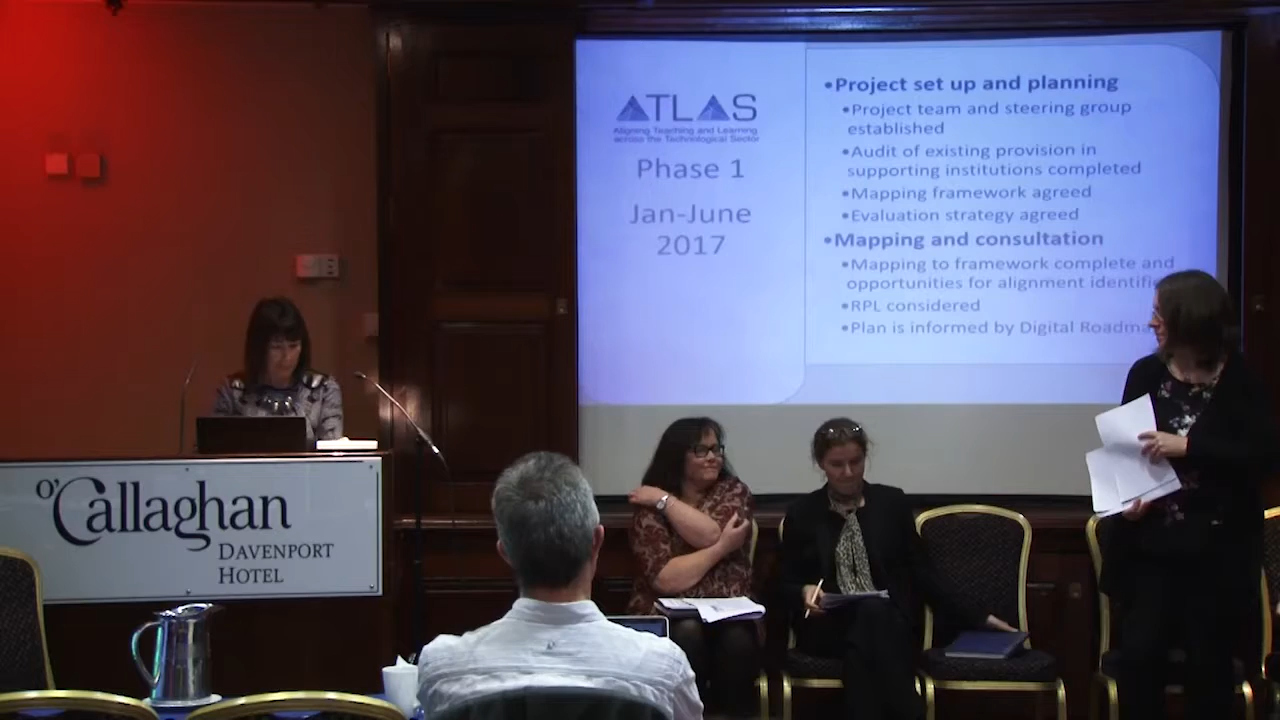 ATLAS
Aligning Teaching and Learning
across the Technological Sector
Phase 1
Jan-June
2017
•Project set up and planning
•Project team and steering group
established
•Audit of existing provision in
supporting institutions completed
•Mapping framework agreed
•Evaluation strategy agreed
•Mapping and consultation
•Mapping to framework complete and
opportunities for alignment
•RPL considered
•Plan is informed by Digital
O'Callaghan
DAVENPORT
HOTEL